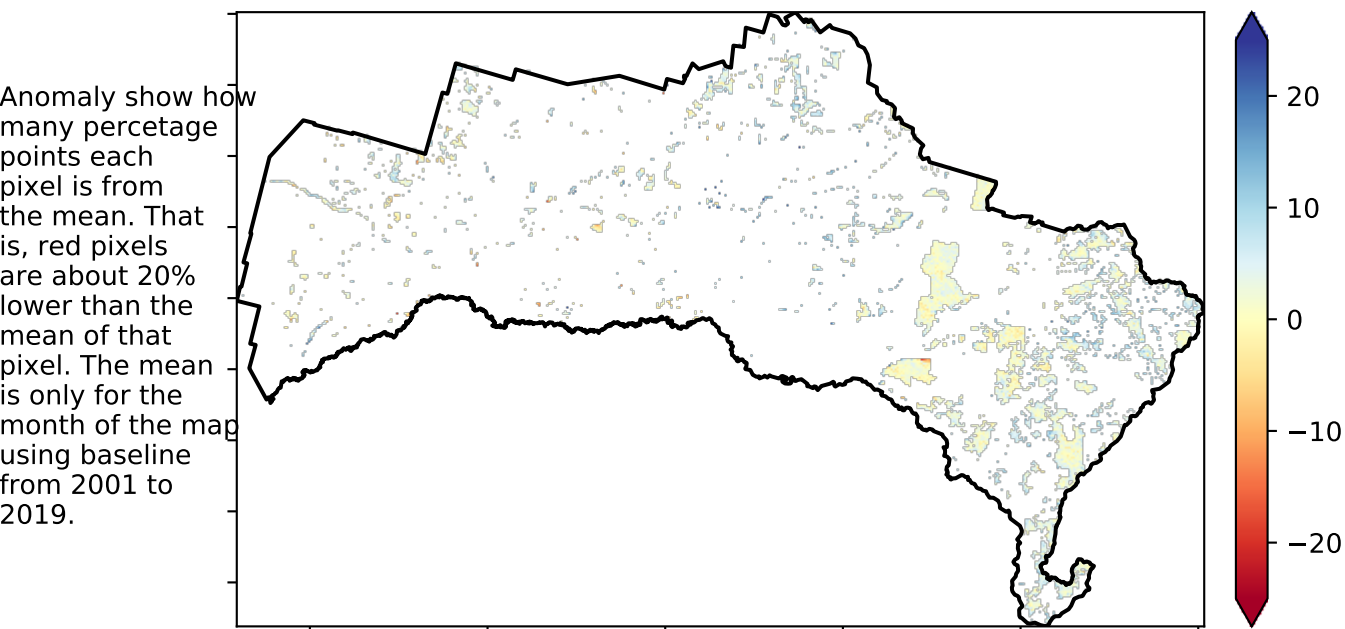 Anomaly show how
many percetage
points each
pixel is from
the mean. That
is, red pixels
are about 20%
lower than the
mean of that
pixel. The mean
is only for the
month of the map
using baseline
from 2001 to
2019.
20
10
0
−10
−20